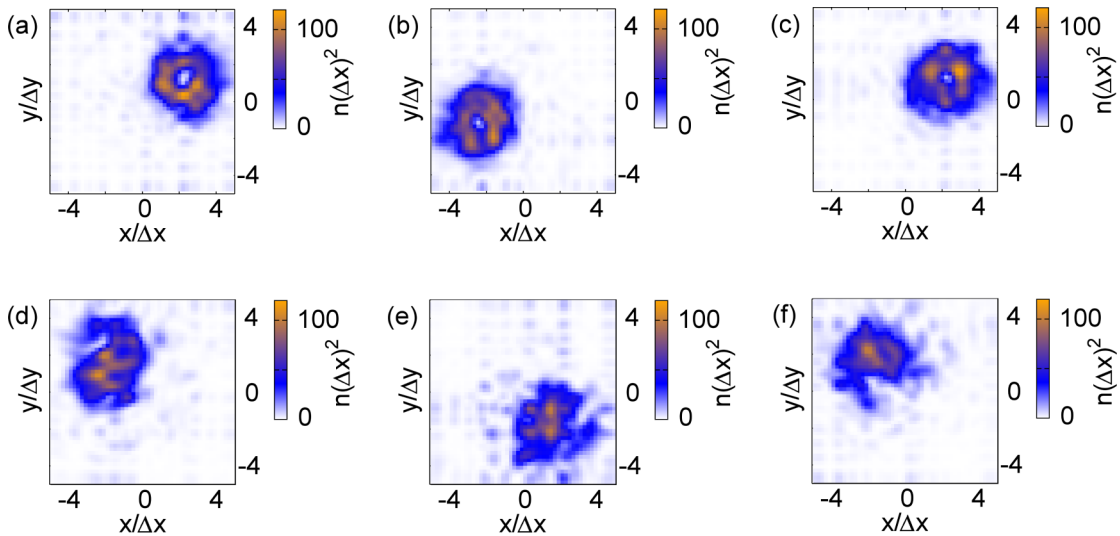 (a) y/Δy 4 0 -4 -4 0 4 x/Δx 100 0 n(Δx)²
(b) y/Δy 4 0 -4 -4 0 4 x/Δx 100 0 n(Δx)²
(c) y/Δy 4 0 -4 -4 0 4 x/Δx 100 0 n(Δx)²
(d) y/Δy 4 0 -4 -4 0 4 x/Δx 100 0 n(Δx)²
(e) y/Δy 4 0 -4 -4 0 4 x/Δx 100 0 n(Δx)²
(f) y/Δy 4 0 -4 -4 0 4 x/Δx 100 0 n(Δx)²